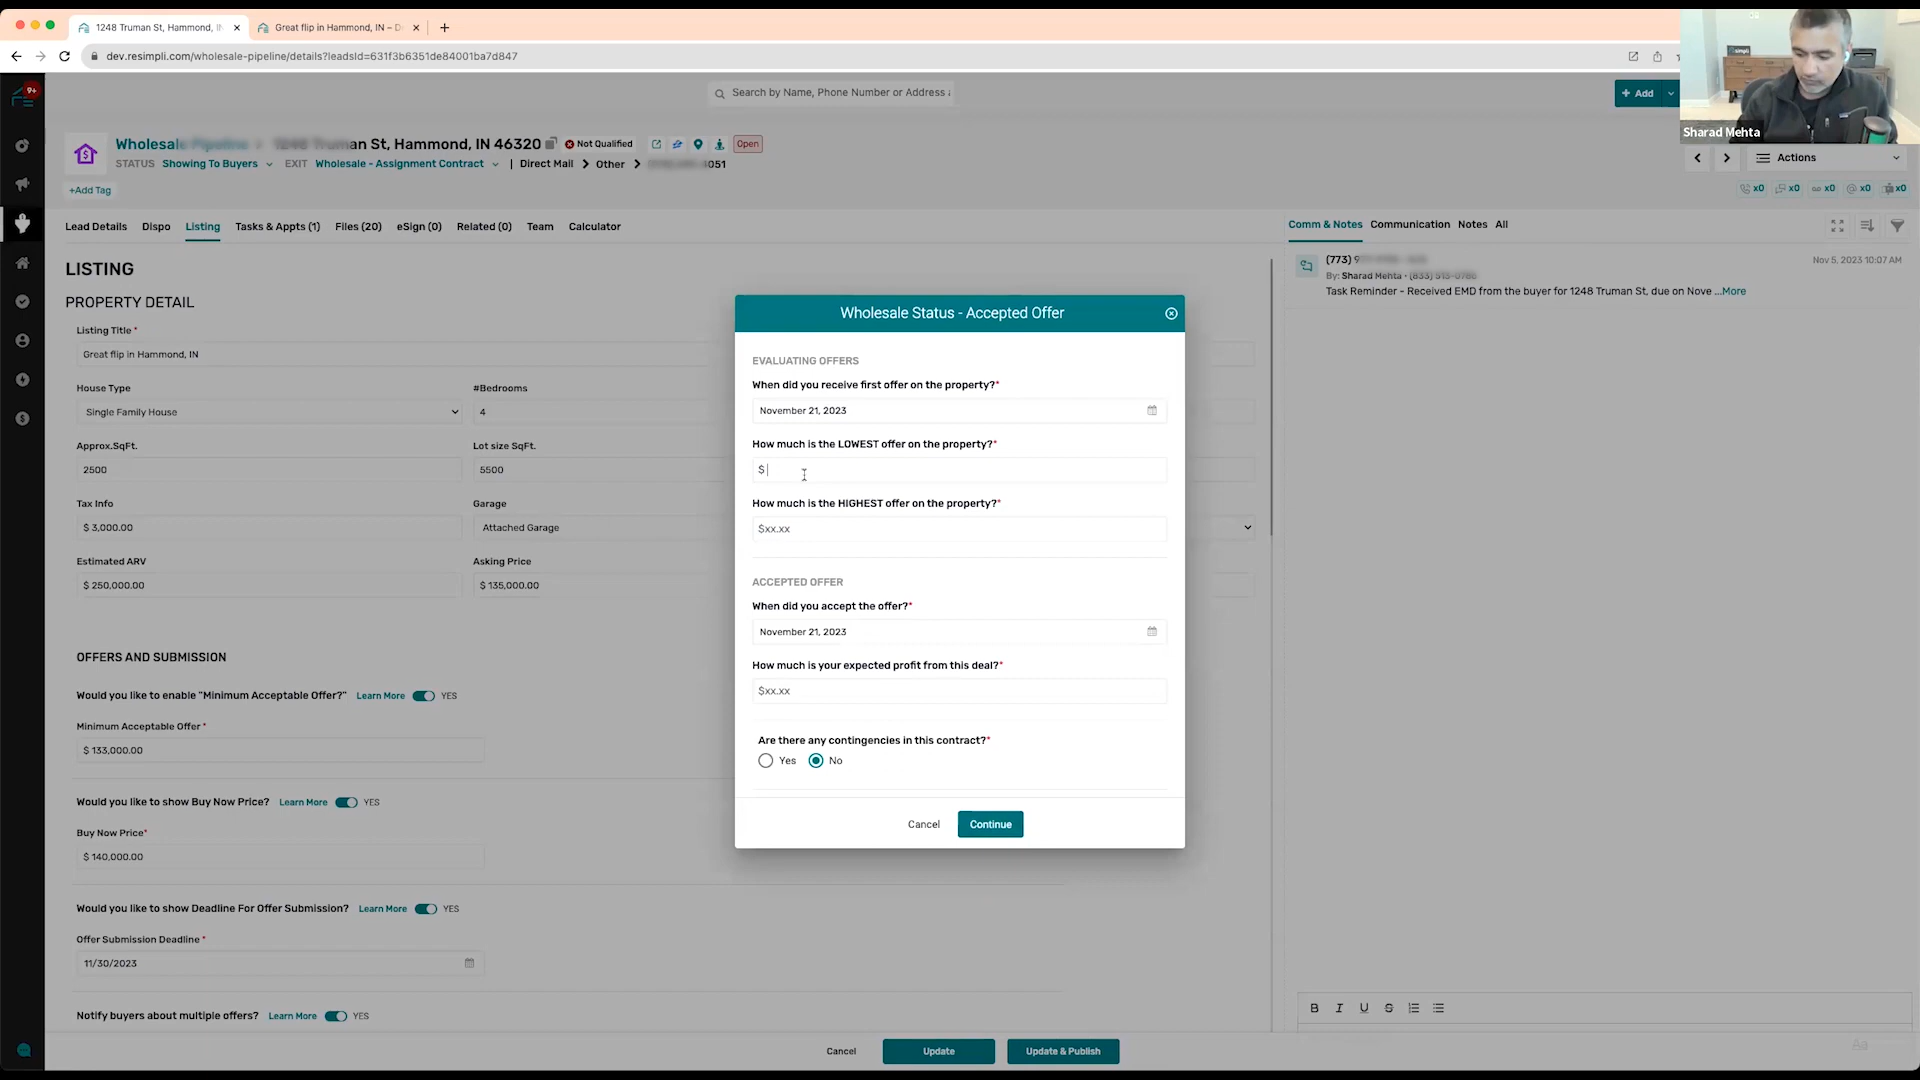 1248 Truman St, Hammond, I
Great flip in Hammond, IN – D
dev.resimpli.com/wholesale-pipeline/details?leadsId=631f3b6351de84001ba7d847
9+
Search by Name, Phone Number or Address
+ Add
Sharad Mehta
Wholesale Pipeline > 1248 Truman St, Hammond, IN 46320
Not Qualified
Open
STATUS Showing To Buyers EXIT Wholesale - Assignment Contract | Direct Mail > Other > 4051
Actions
+Add Tag
x0 x0 x0 x0 x0
Lead Details Dispo Listing Tasks & Appts (1) Files (20) eSign (0) Related (0) Team Calculator
Comm & Notes Communication Notes All
LISTING
(773) 9
Nov 5, 2023 10:07 AM
By: Sharad Mehta •
Task Reminder - Received EMD from the buyer for 1248 Truman St, due on Nove ...More
PROPERTY DETAIL
Listing Title *
Great flip in Hammond, IN
House Type
#Bedrooms
Single Family House
4
Approx.SqFt.
Lot size SqFt.
2500
5500
Tax Info
Garage
$ 3,000.00
Attached Garage
Estimated ARV
Asking Price
$ 250,000.00
$ 135,000.00
OFFERS AND SUBMISSION
Would you like to enable "Minimum Acceptable Offer?" Learn More YES
Minimum Acceptable Offer *
$ 133,000.00
Would you like to show Buy Now Price? Learn More YES
Buy Now Price*
$ 140,000.00
Would you like to show Deadline For Offer Submission? Learn More YES
Offer Submission Deadline *
11/30/2023
Notify buyers about multiple offers? Learn More YES
Wholesale Status - Accepted Offer
EVALUATING OFFERS
When did you receive first offer on the property?*
November 21, 2023
How much is the LOWEST offer on the property?*
$
How much is the HIGHEST offer on the property?*
$xx.xx
ACCEPTED OFFER
When did you accept the offer?*
November 21, 2023
How much is your expected profit from this deal?*
$xx.xx
Are there any contingencies in this contract?*
Yes No
Cancel Continue
B I U S
Cancel Update Update & Publish
Aa